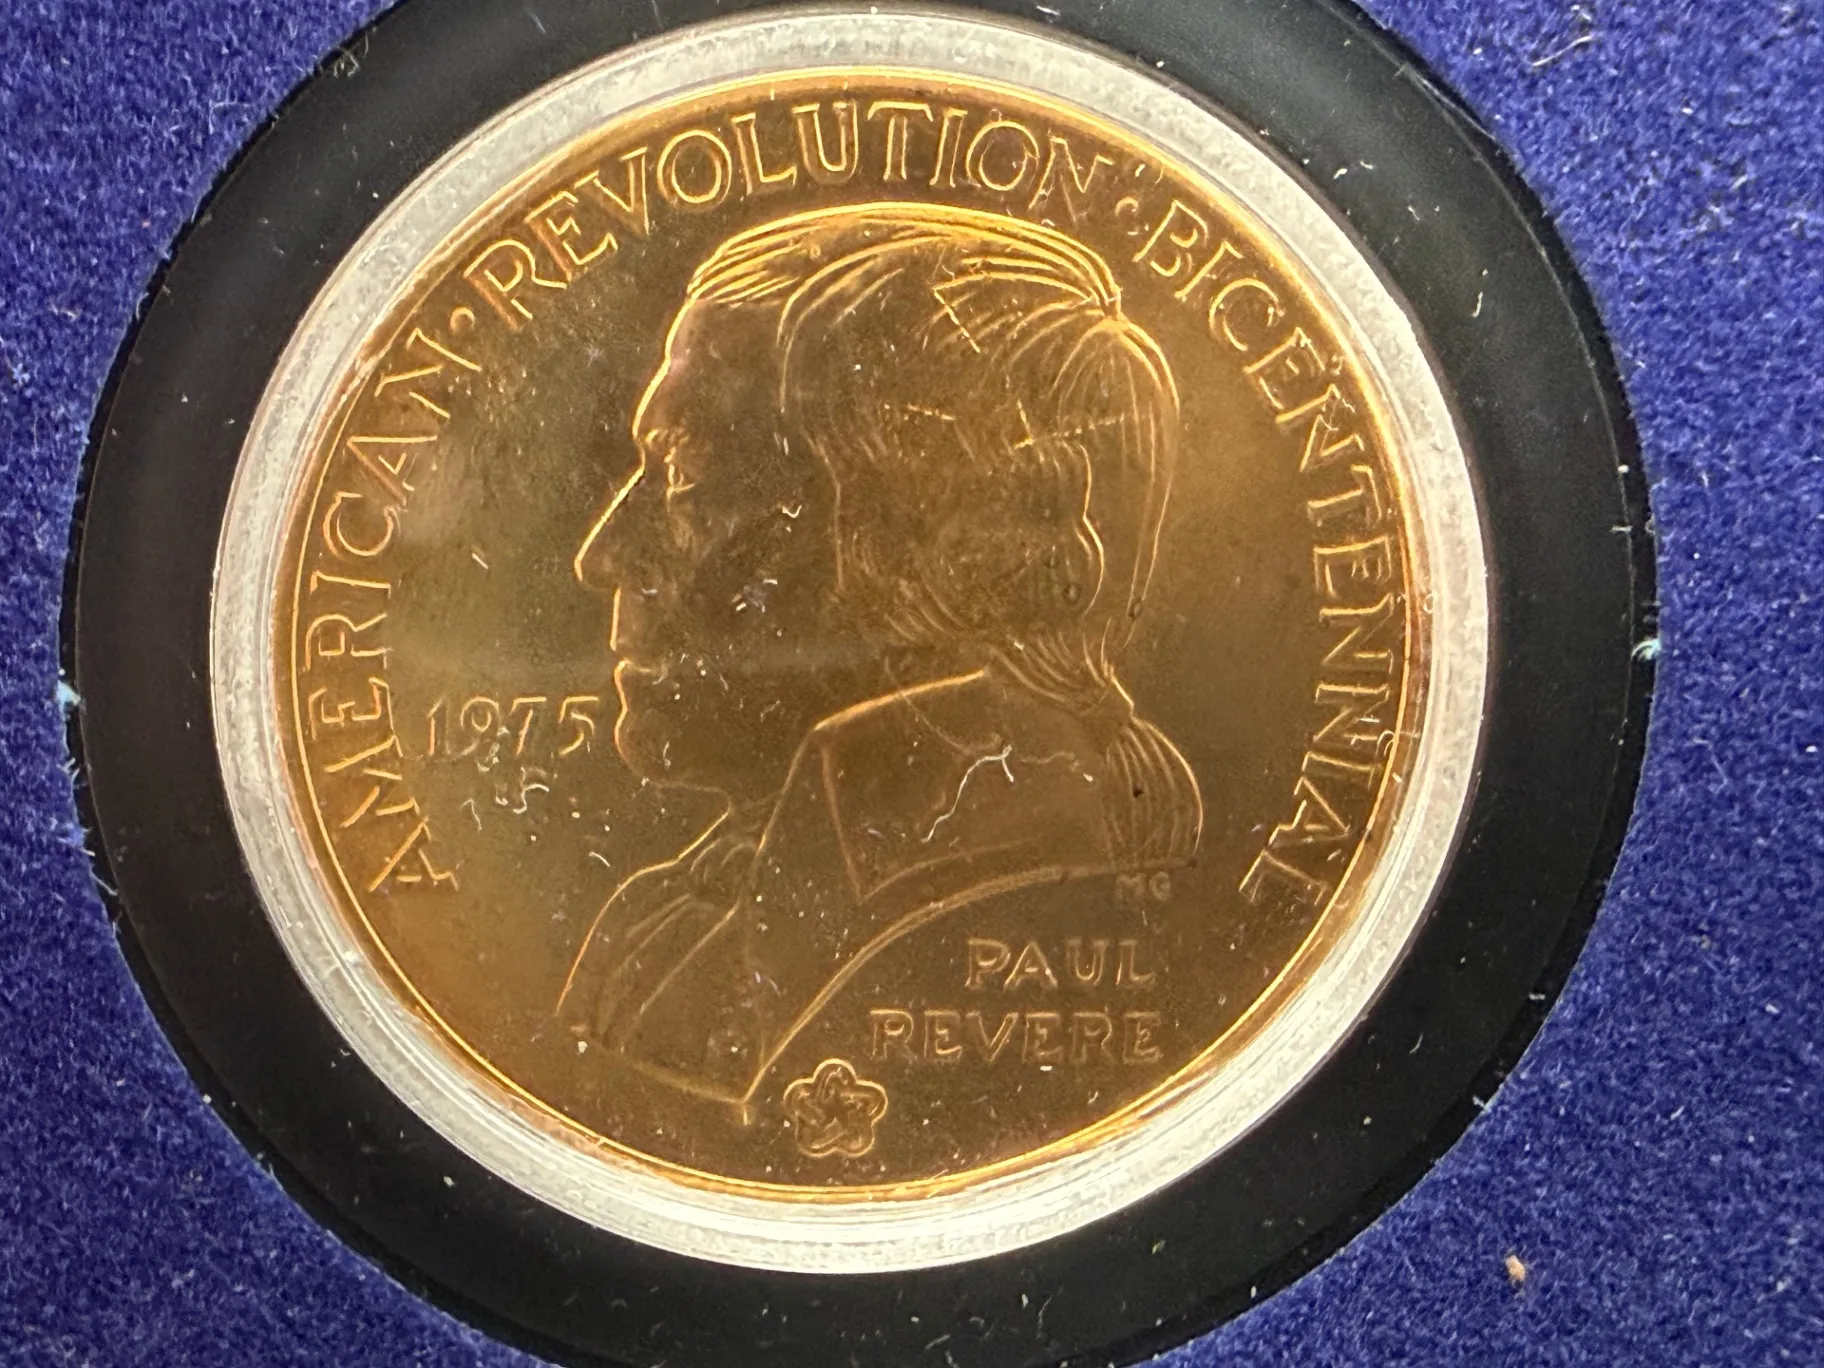 AMERICAN · REVOLUTION · BICENTENNIAL
1975
MG
PAUL
REVERE